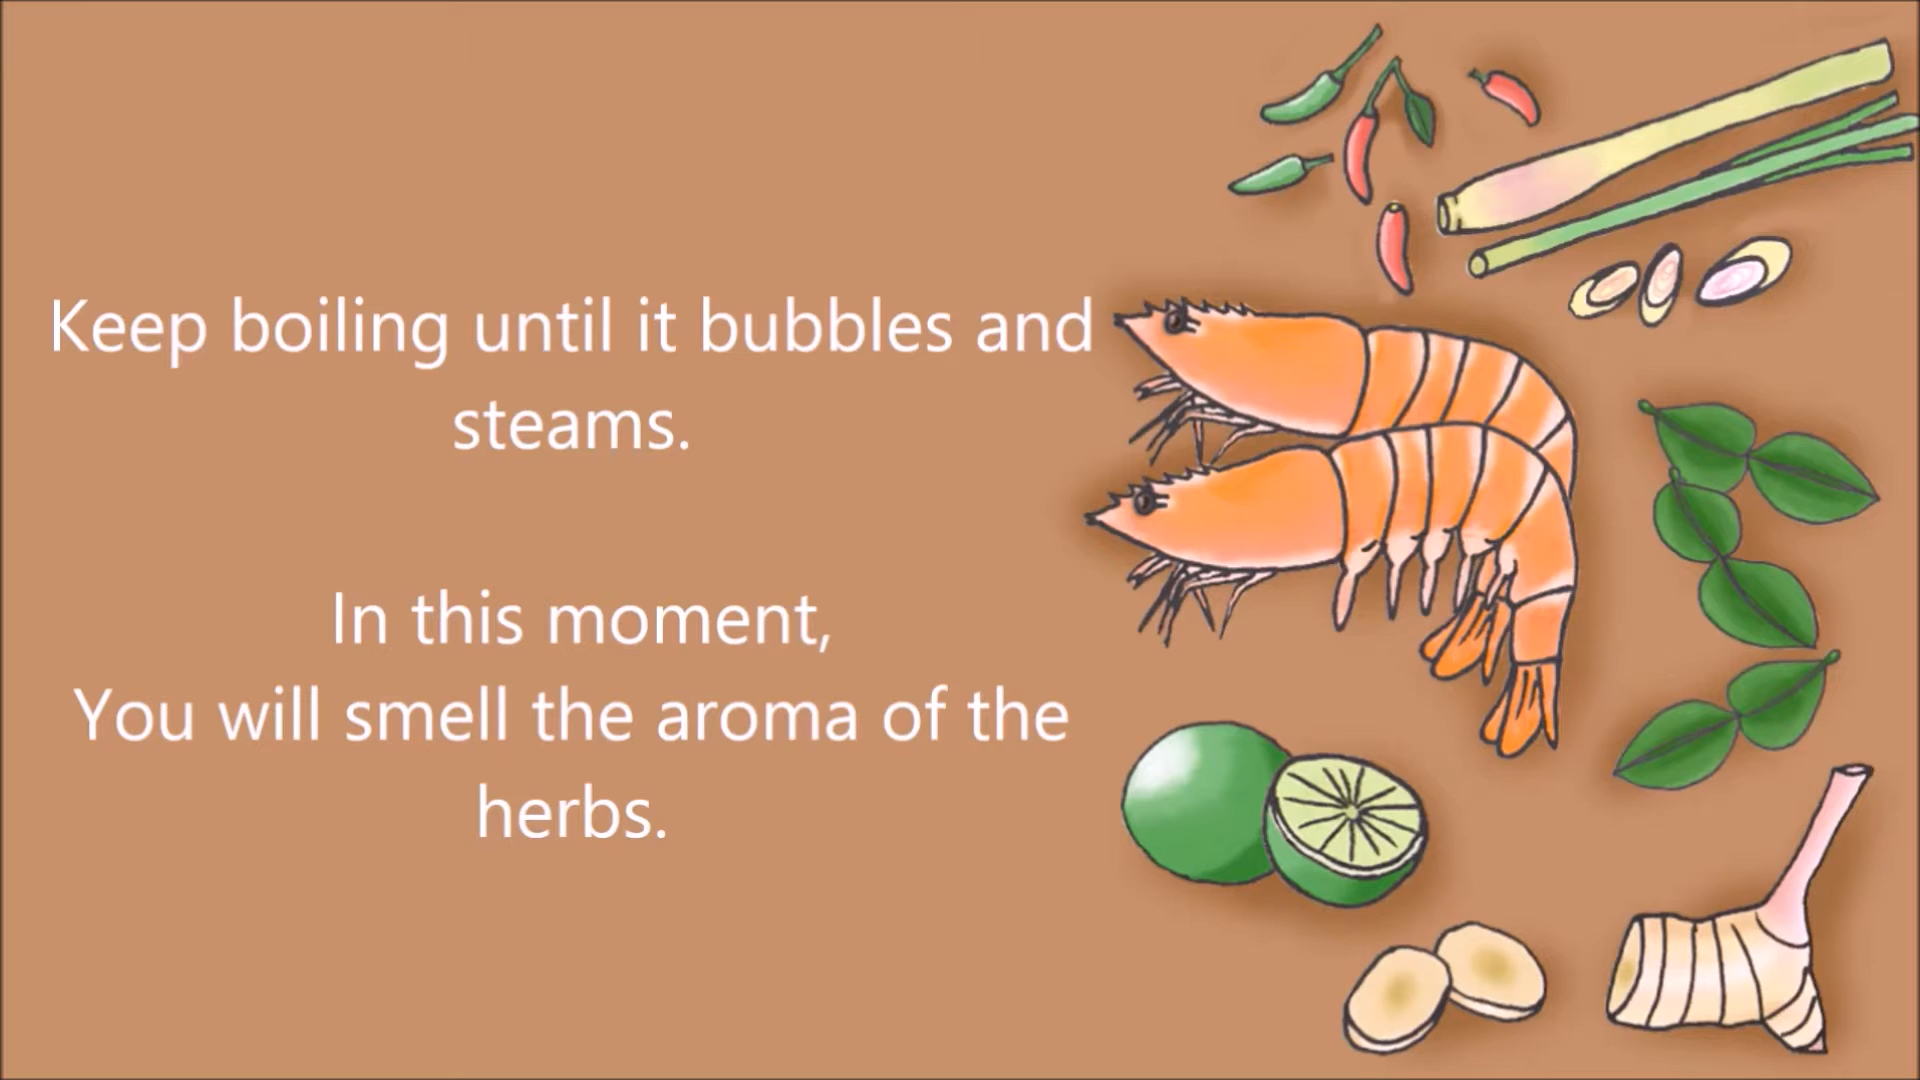 Keep boiling until it bubbles and
steams.
In this moment,
You will smell the aroma of the
herbs.